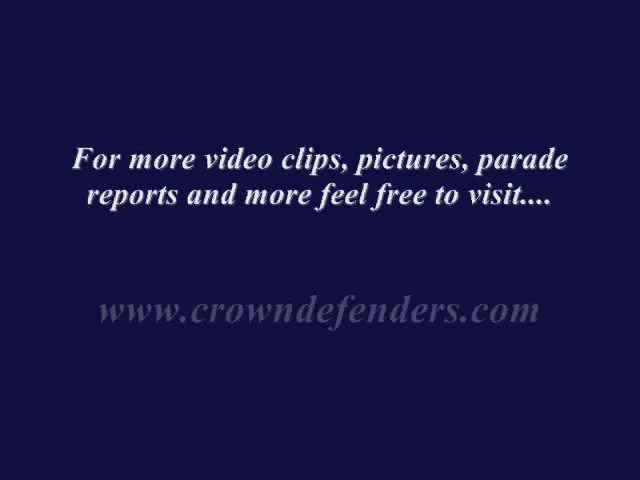 For more video clips, pictures, parade
reports and more feel free to visit....
www.crowndefenders.com